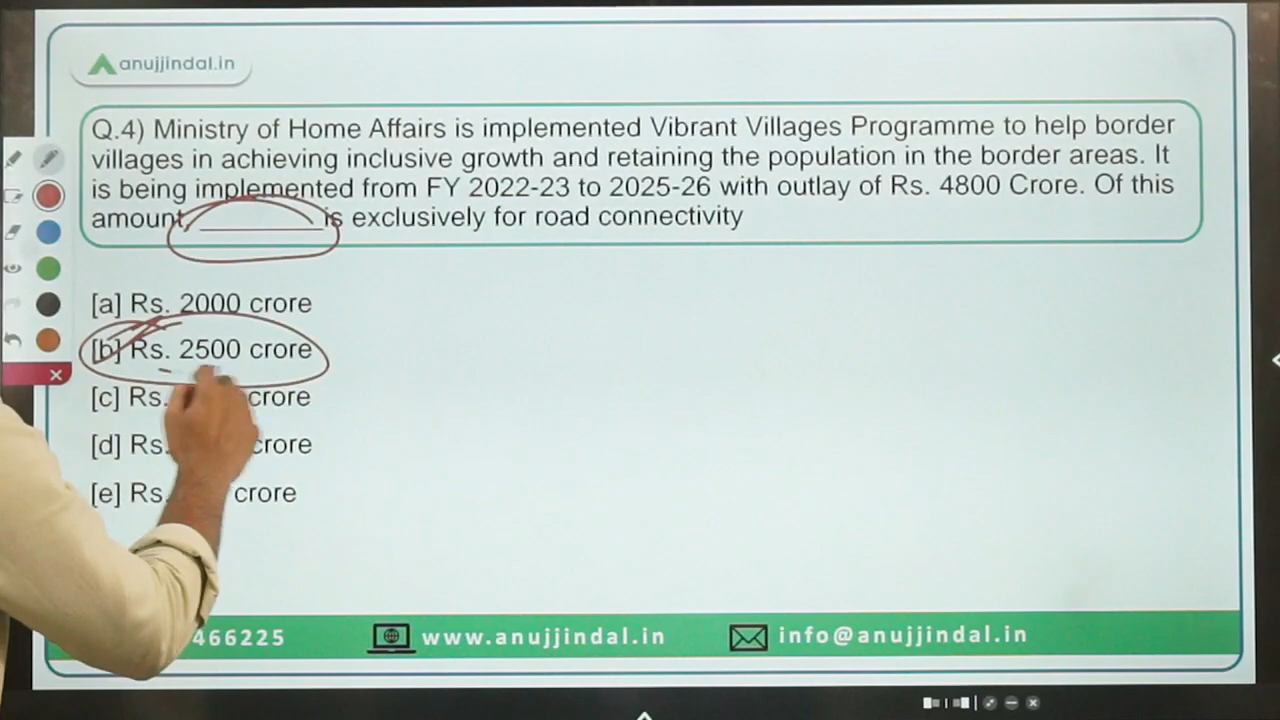 anujjindal.in
Q.4) Ministry of Home Affairs is implemented Vibrant Villages Programme to help border
villages in achieving inclusive growth and retaining the population in the border areas. It
is being implemented from FY 2022-23 to 2025-26 with outlay of Rs. 4800 Crore. Of this
amount, _________ is exclusively for road connectivity
[a] Rs. 2000 crore
[b] Rs. 2500 crore
[c] Rs. crore
[d] Rs. crore
[e] Rs. crore
466225 www.anujjindal.in info@anujjindal.in